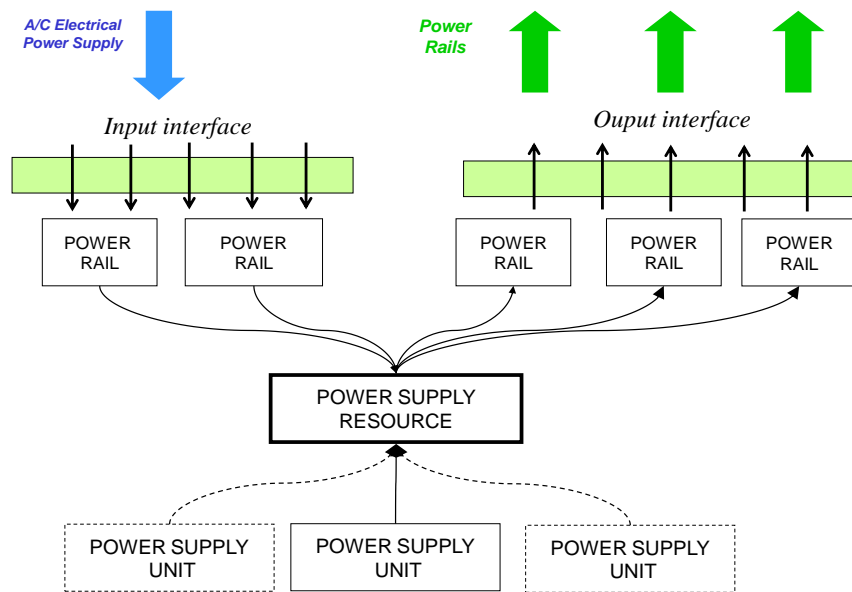 A/C Electrical
Power Supply
Power
Rails
Input interface
Ouput interface
POWER
RAIL
POWER
RAIL
POWER
RAIL
POWER
RAIL
POWER
RAIL
POWER SUPPLY
RESOURCE
POWER SUPPLY
UNIT
POWER SUPPLY
UNIT
POWER SUPPLY
UNIT